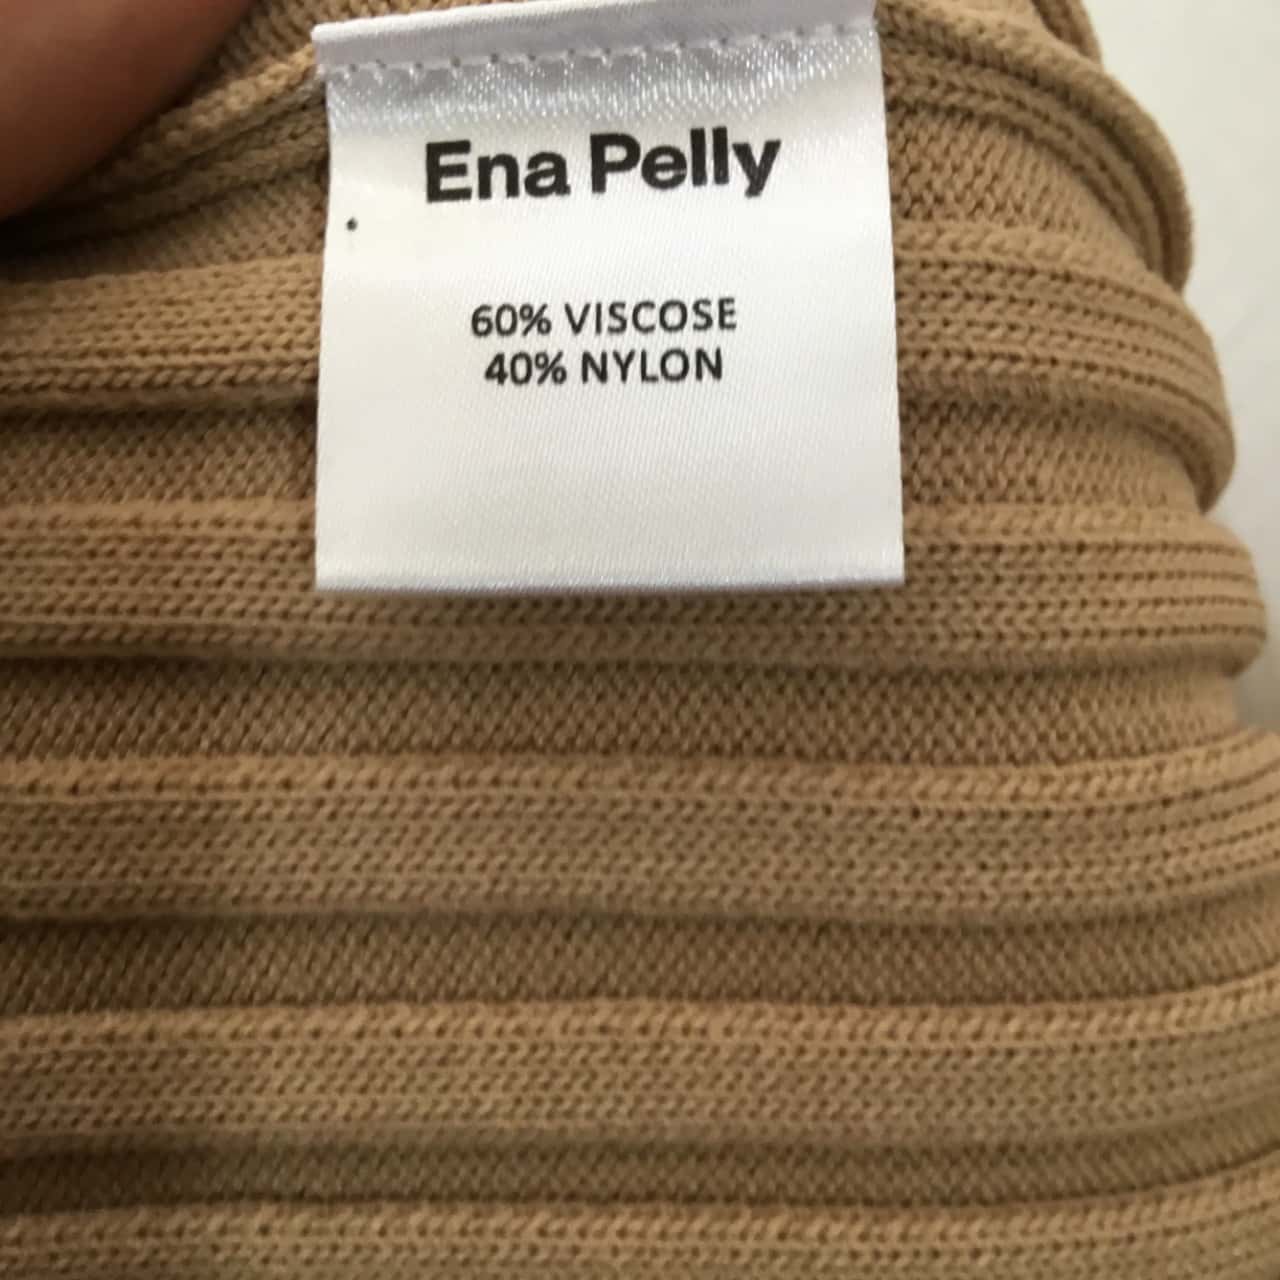 Ena Pelly
60% VISCOSE
40% NYLON